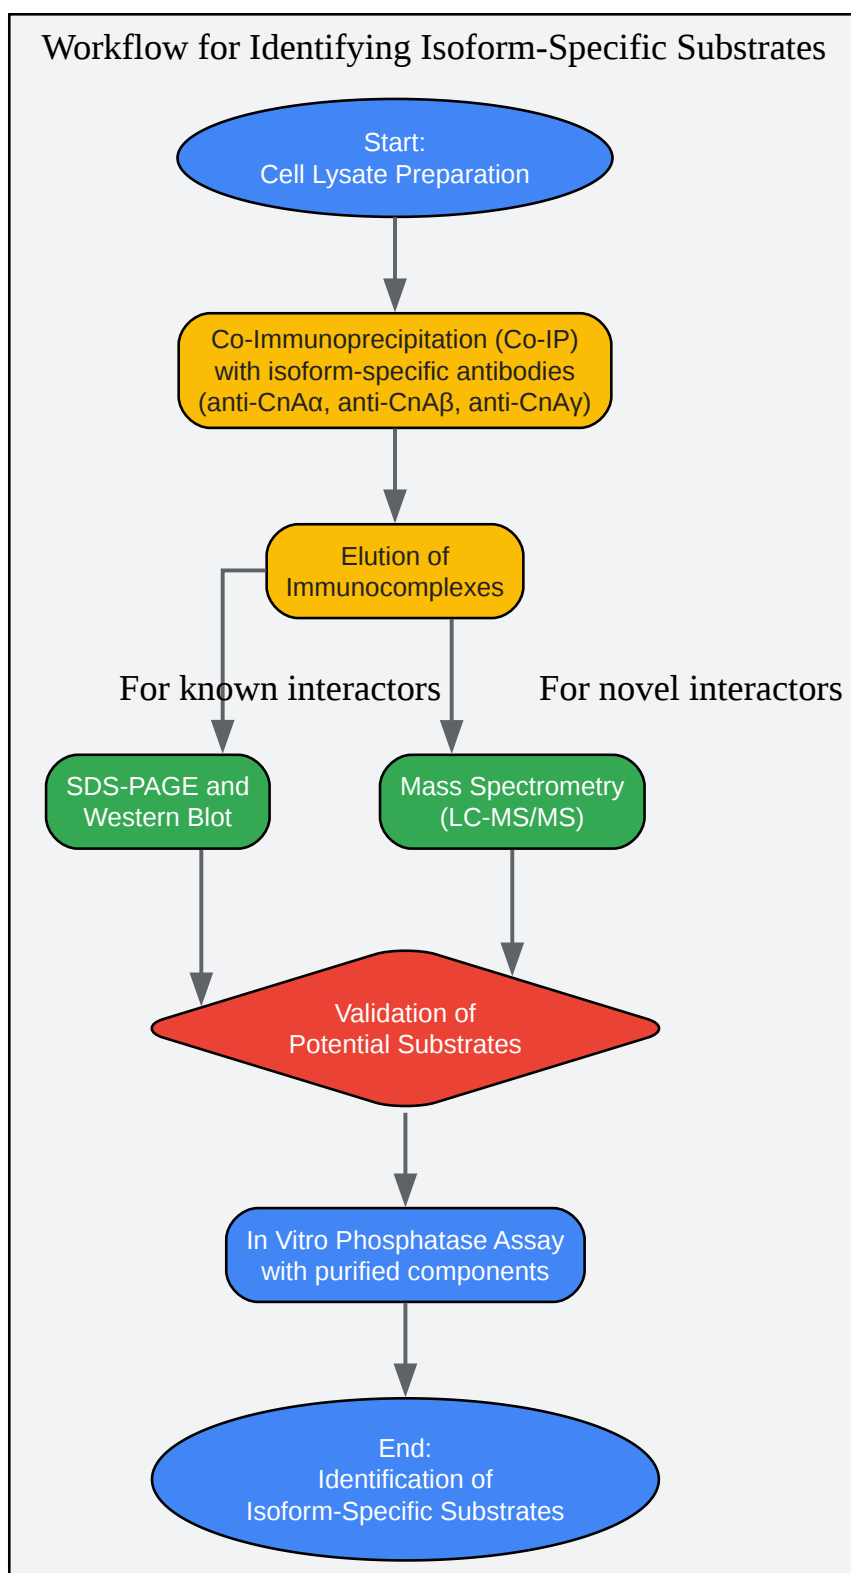 Workflow for Identifying Isoform-Specific Substrates
Start:
Cell Lysate Preparation
Co-Immunoprecipitation (Co-IP)
with isoform-specific antibodies
(anti-CnAα, anti-CnAβ, anti-CnAγ)
Elution of
Immunocomplexes
For known interactors
For novel interactors
SDS-PAGE and
Western Blot
Mass Spectrometry
(LC-MS/MS)
Validation of
Potential Substrates
In Vitro Phosphatase Assay
with purified components
End:
Identification of
Isoform-Specific Substrates